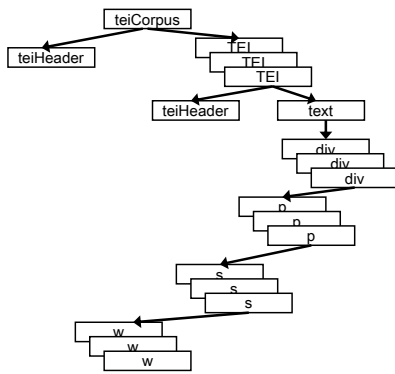 teiCorpus
teiHeader
TEI
TEI
TEI
teiHeader
text
div
div
div
p
p
p
s
s
s
w
w
w